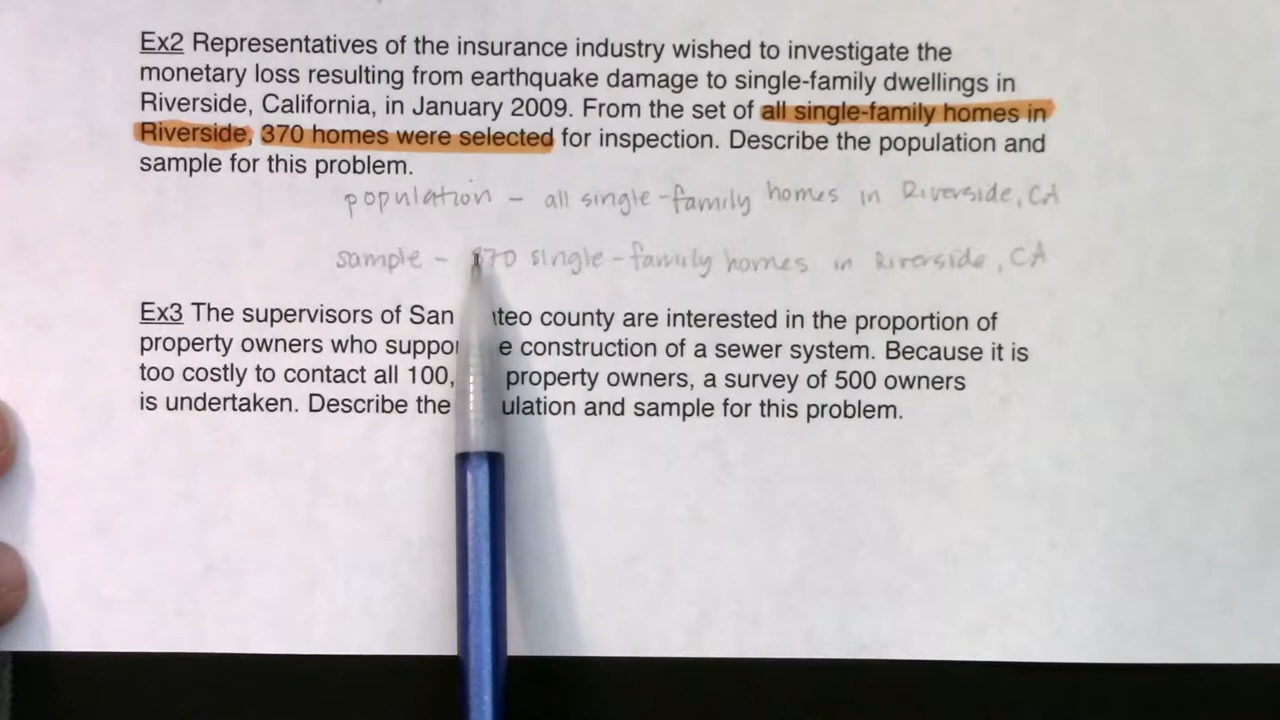 Ex2 Representatives of the insurance industry wished to investigate the
monetary loss resulting from earthquake damage to single-family dwellings in
Riverside, California, in January 2009. From the set of all single-family homes in
Riverside, 370 homes were selected for inspection. Describe the population and
sample for this problem.
population - all single-family homes in Riverside, CA
sample - 370 single-family homes in Riverside, CA
Ex3 The supervisors of San teo county are interested in the proportion of
property owners who suppo e construction of a sewer system. Because it is
too costly to contact all 100, property owners, a survey of 500 owners
is undertaken. Describe the ulation and sample for this problem.